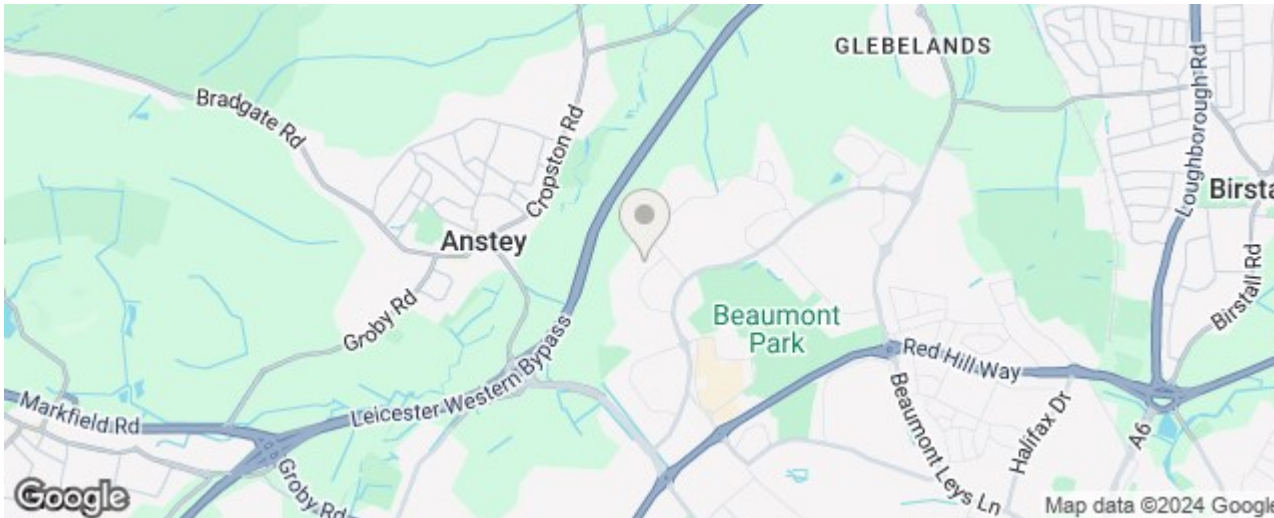 GLEBELANDS
Loughborough Rd
Bradgate Rd
Cropston Rd
Birsta
Anstey
Birstall Rd
Groby Rd
Beaumont
Park
Leicester Western Bypass
Red Hill Way
Markfield Rd
Beaumont Leys Ln
Halifax Dr
A6
Groby Rd
Google
Map data ©2024 Google